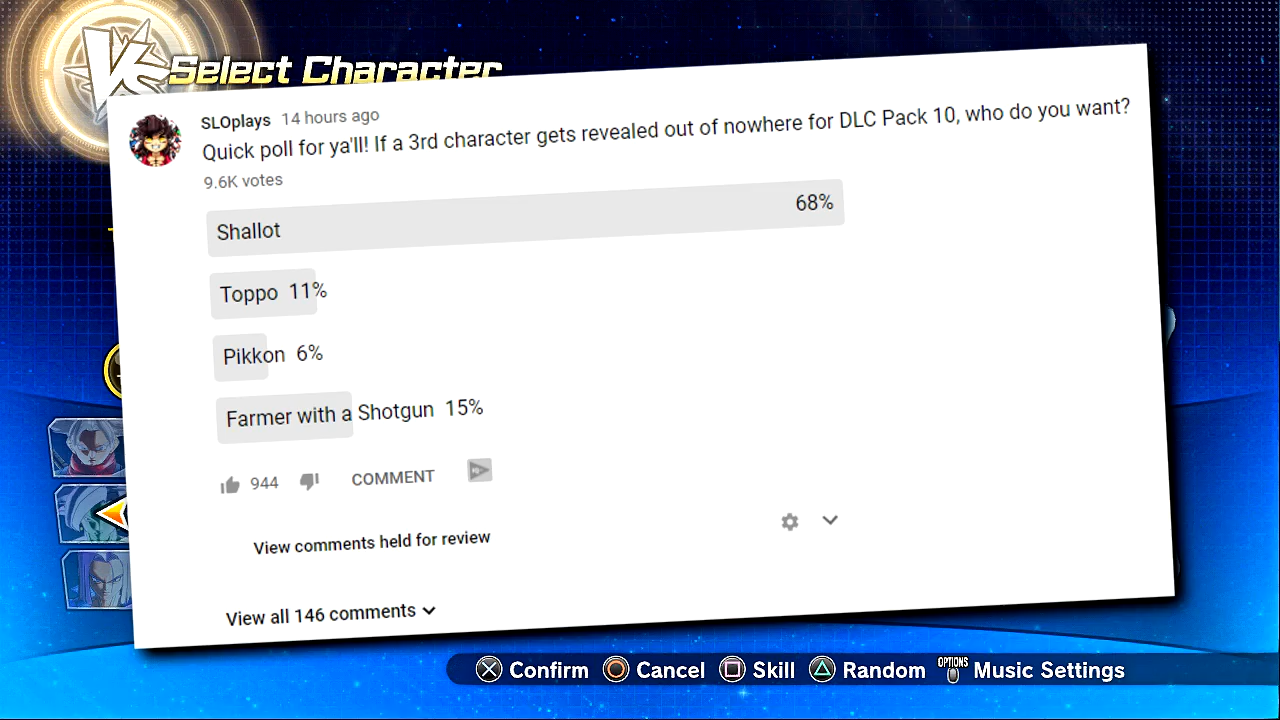 VS Select Character
SLOplays 14 hours ago
Quick poll for ya'll! If a 3rd character gets revealed out of nowhere for DLC Pack 10, who do you want?
9.6K votes
Shallot 68%
Toppo 11%
Pikkon 6%
Farmer with a Shotgun 15%
944 COMMENT
View comments held for review
View all 146 comments
Confirm Cancel Skill Random OPTIONS Music Settings